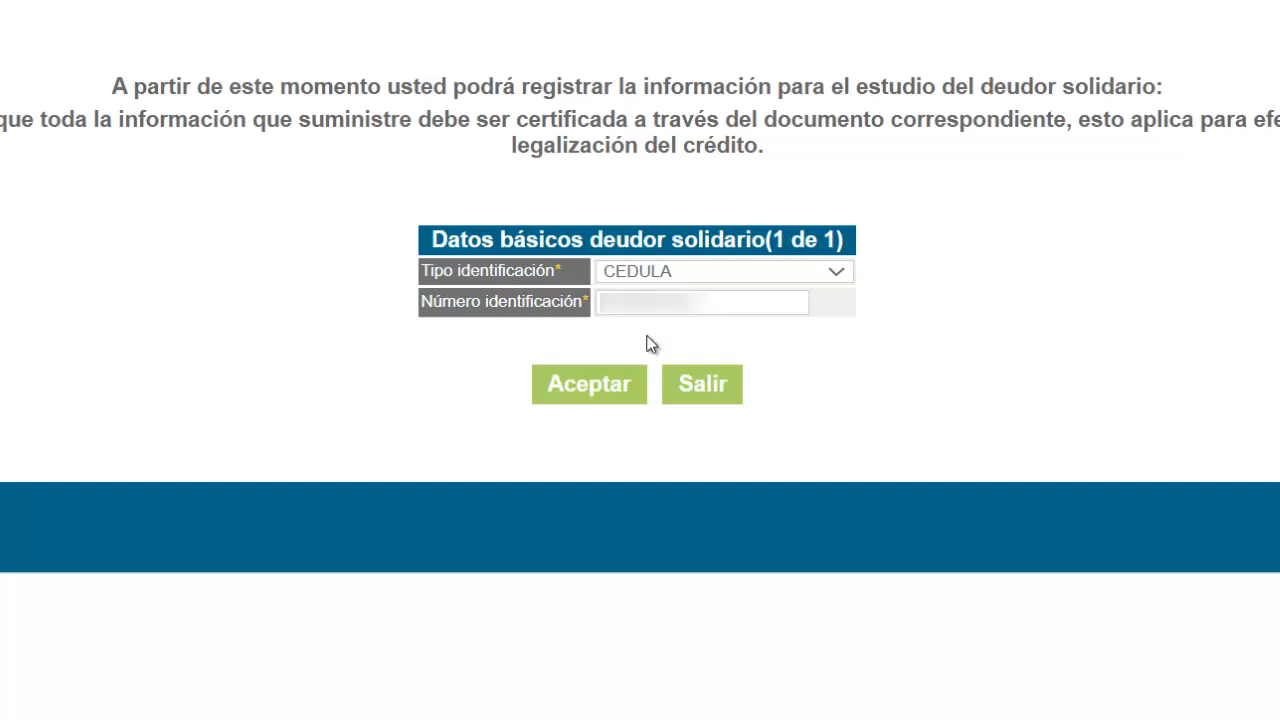 A partir de este momento usted podrá registrar la información para el estudio del deudor solidario:
que toda la información que suministre debe ser certificada a través del documento correspondiente, esto aplica para efe
legalización del crédito.
Datos básicos deudor solidario(1 de 1)
Tipo identificación* CEDULA
Número identificación*
Aceptar Salir